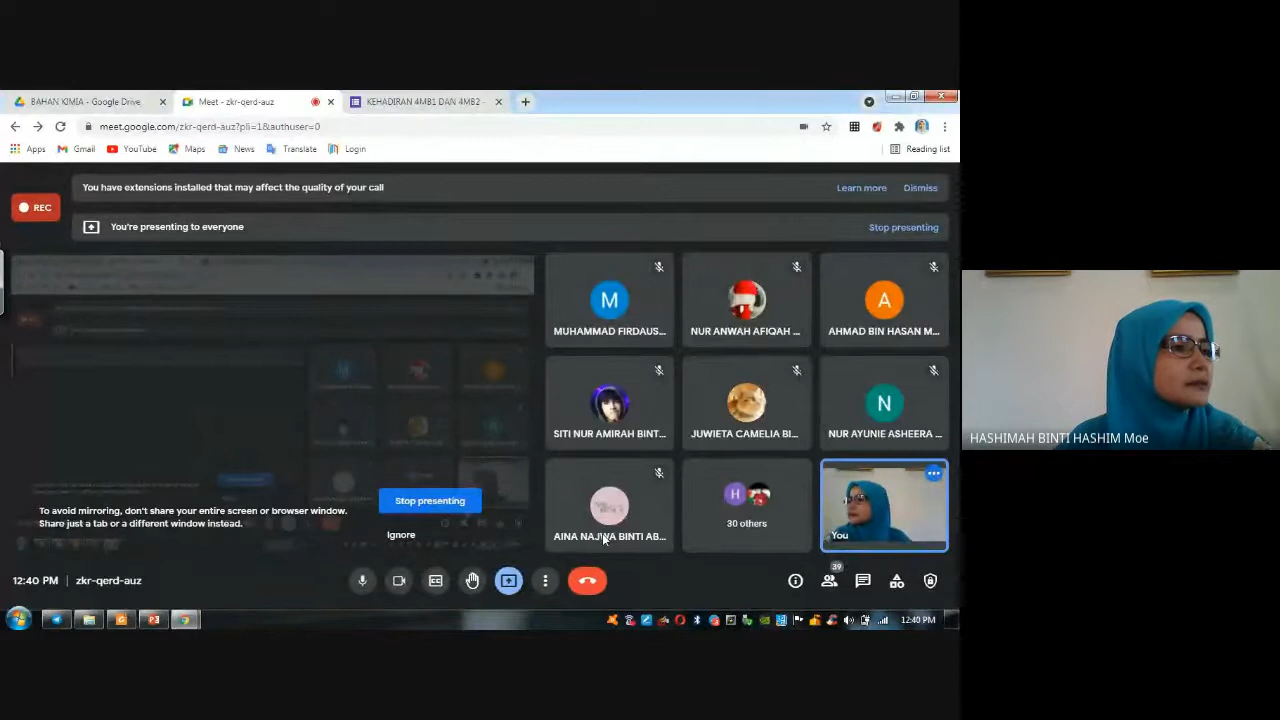 BAHAN KIMIA - Google Drive
Meet - zkr-qerd-auz
KEHADIRAN 4MB1 DAN 4MB2 -
meet.google.com/zkr-qerd-auz?pli=1&authuser=0
Apps Gmail YouTube Maps News Translate Login Reading list
You have extensions installed that may affect the quality of your call Learn more Dismiss
REC
You're presenting to everyone Stop presenting
M A
MUHAMMAD FIRDAUS... NUR ANWAH AFIQAH ... AHMAD BIN HASAN M...
N
SITI NUR AMIRAH BINT... JUWIETA CAMELIA BI... NUR AYUNIE ASHEERA ...
HASHIMAH BINTI HASHIM Moe
H
To avoid mirroring, don't share your entire screen or browser window.
Share just a tab or a different window instead.
Stop presenting
Ignore
AINA NAJWA BINTI AB... 30 others You
39
12:40 PM | zkr-qerd-auz
12:40 PM